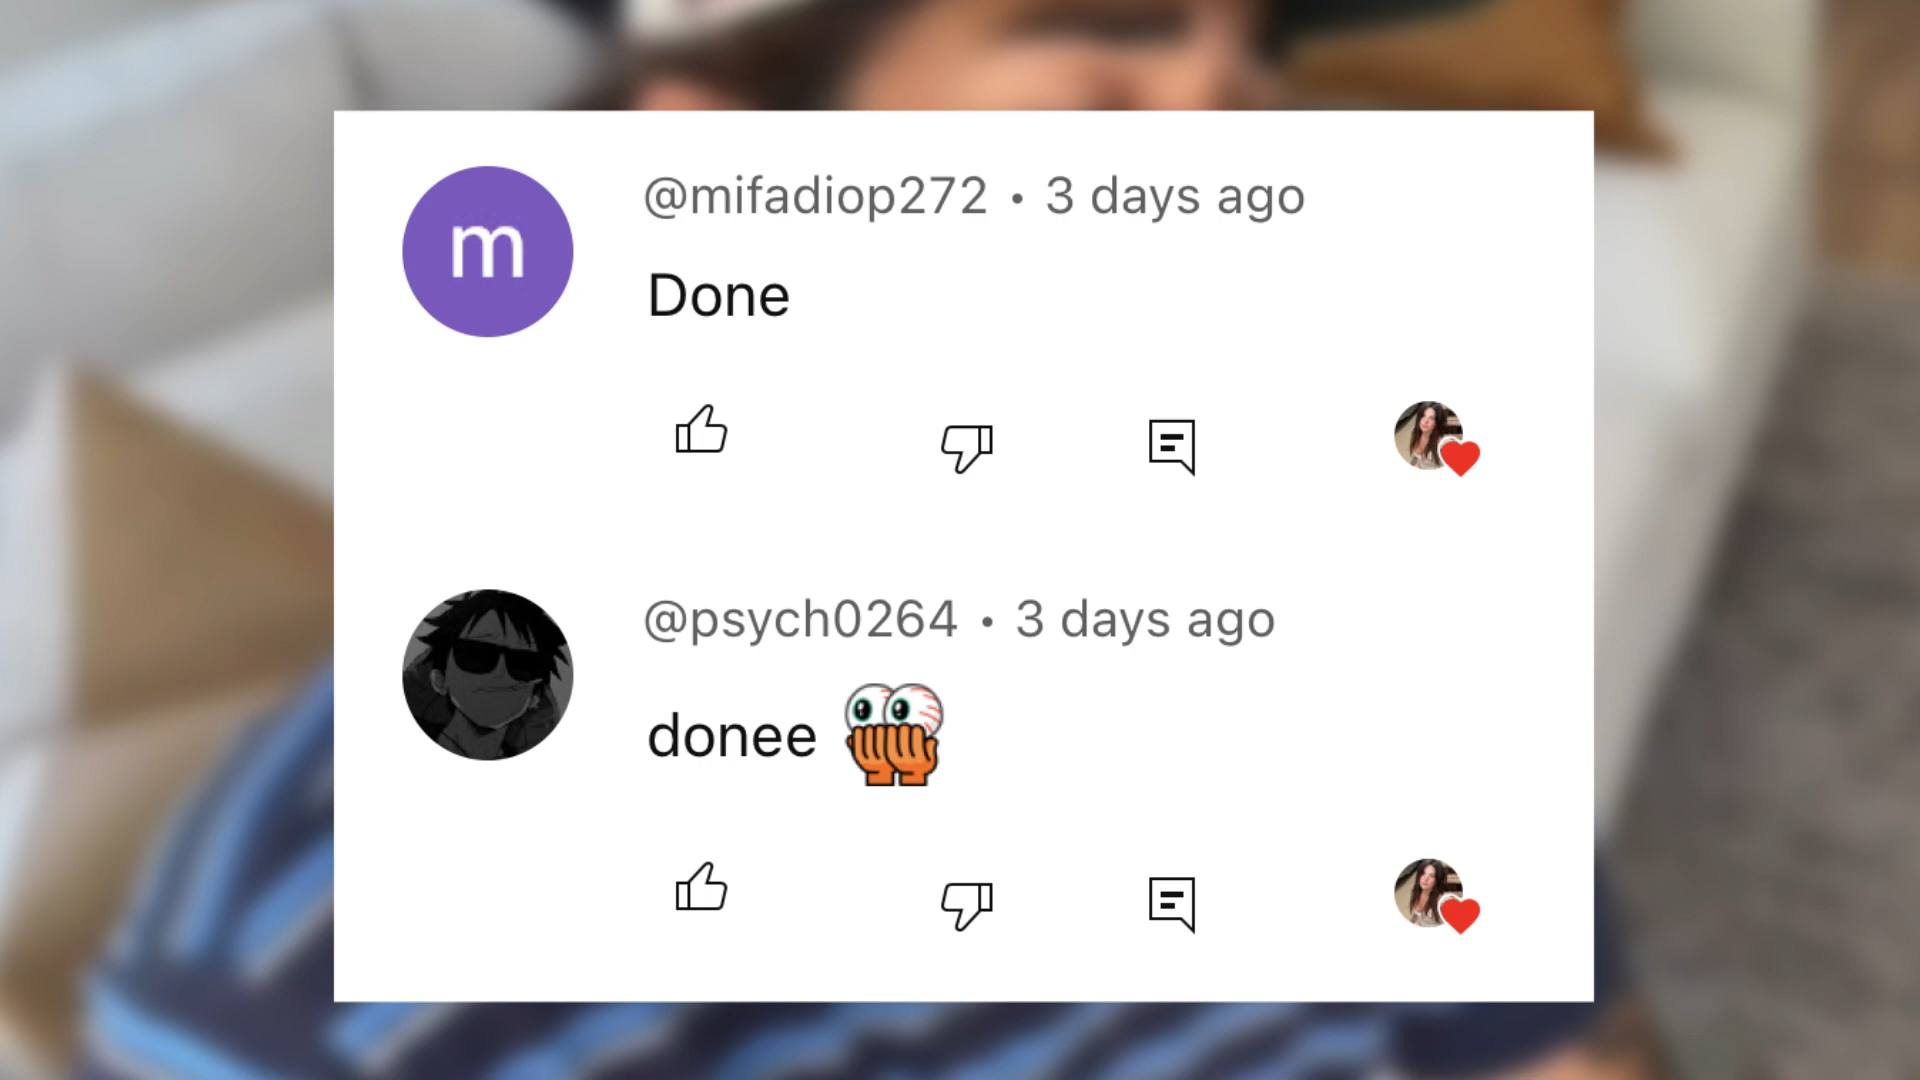 m
@mifadiop272 • 3 days ago
Done
@psych0264 • 3 days ago
donee